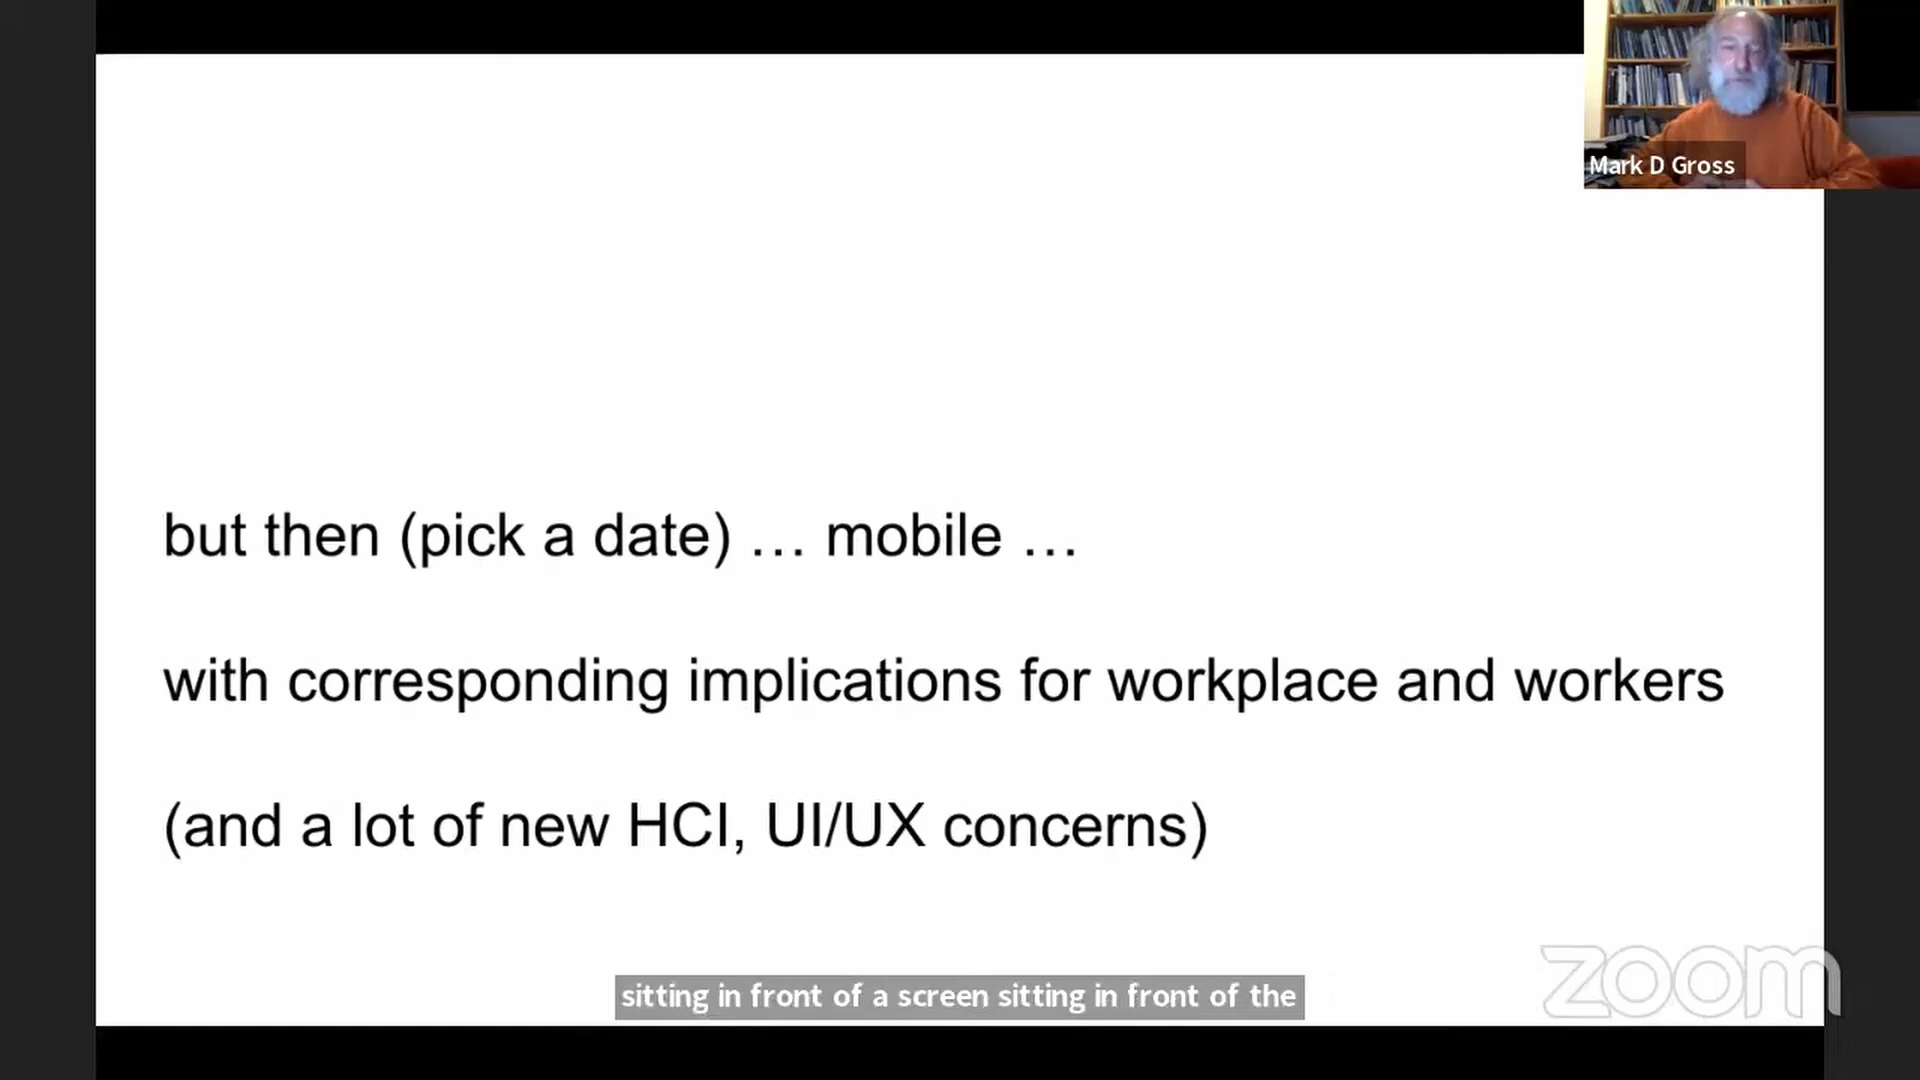 Mark D Gross
but then (pick a date) … mobile …
with corresponding implications for workplace and workers
(and a lot of new HCI, UI/UX concerns)
sitting in front of a screen sitting in front of the
zoom